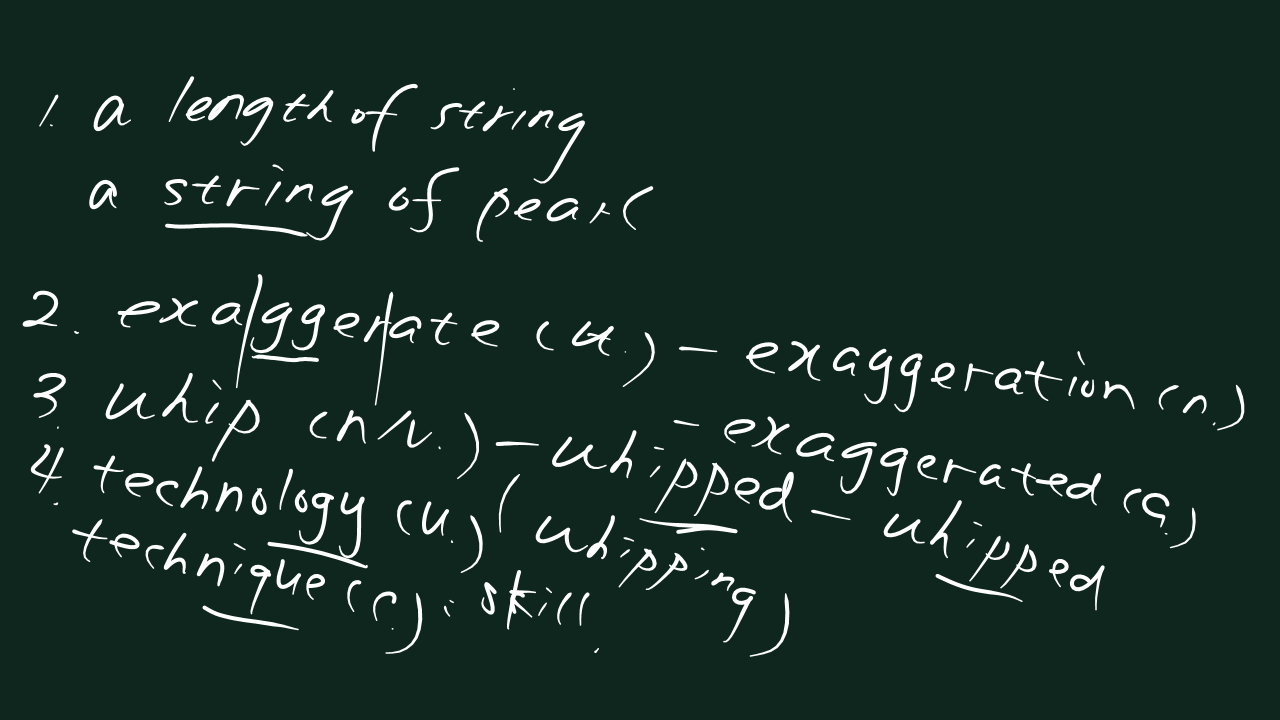 1. a length of string
a string of pearl
2. exaggerate (v.) - exaggeration (n.)
- exaggerated (a.)
3. whip (n/v.) - whipped - whipped
(whipping)
4. technology (u.)
technique (c.): skill.